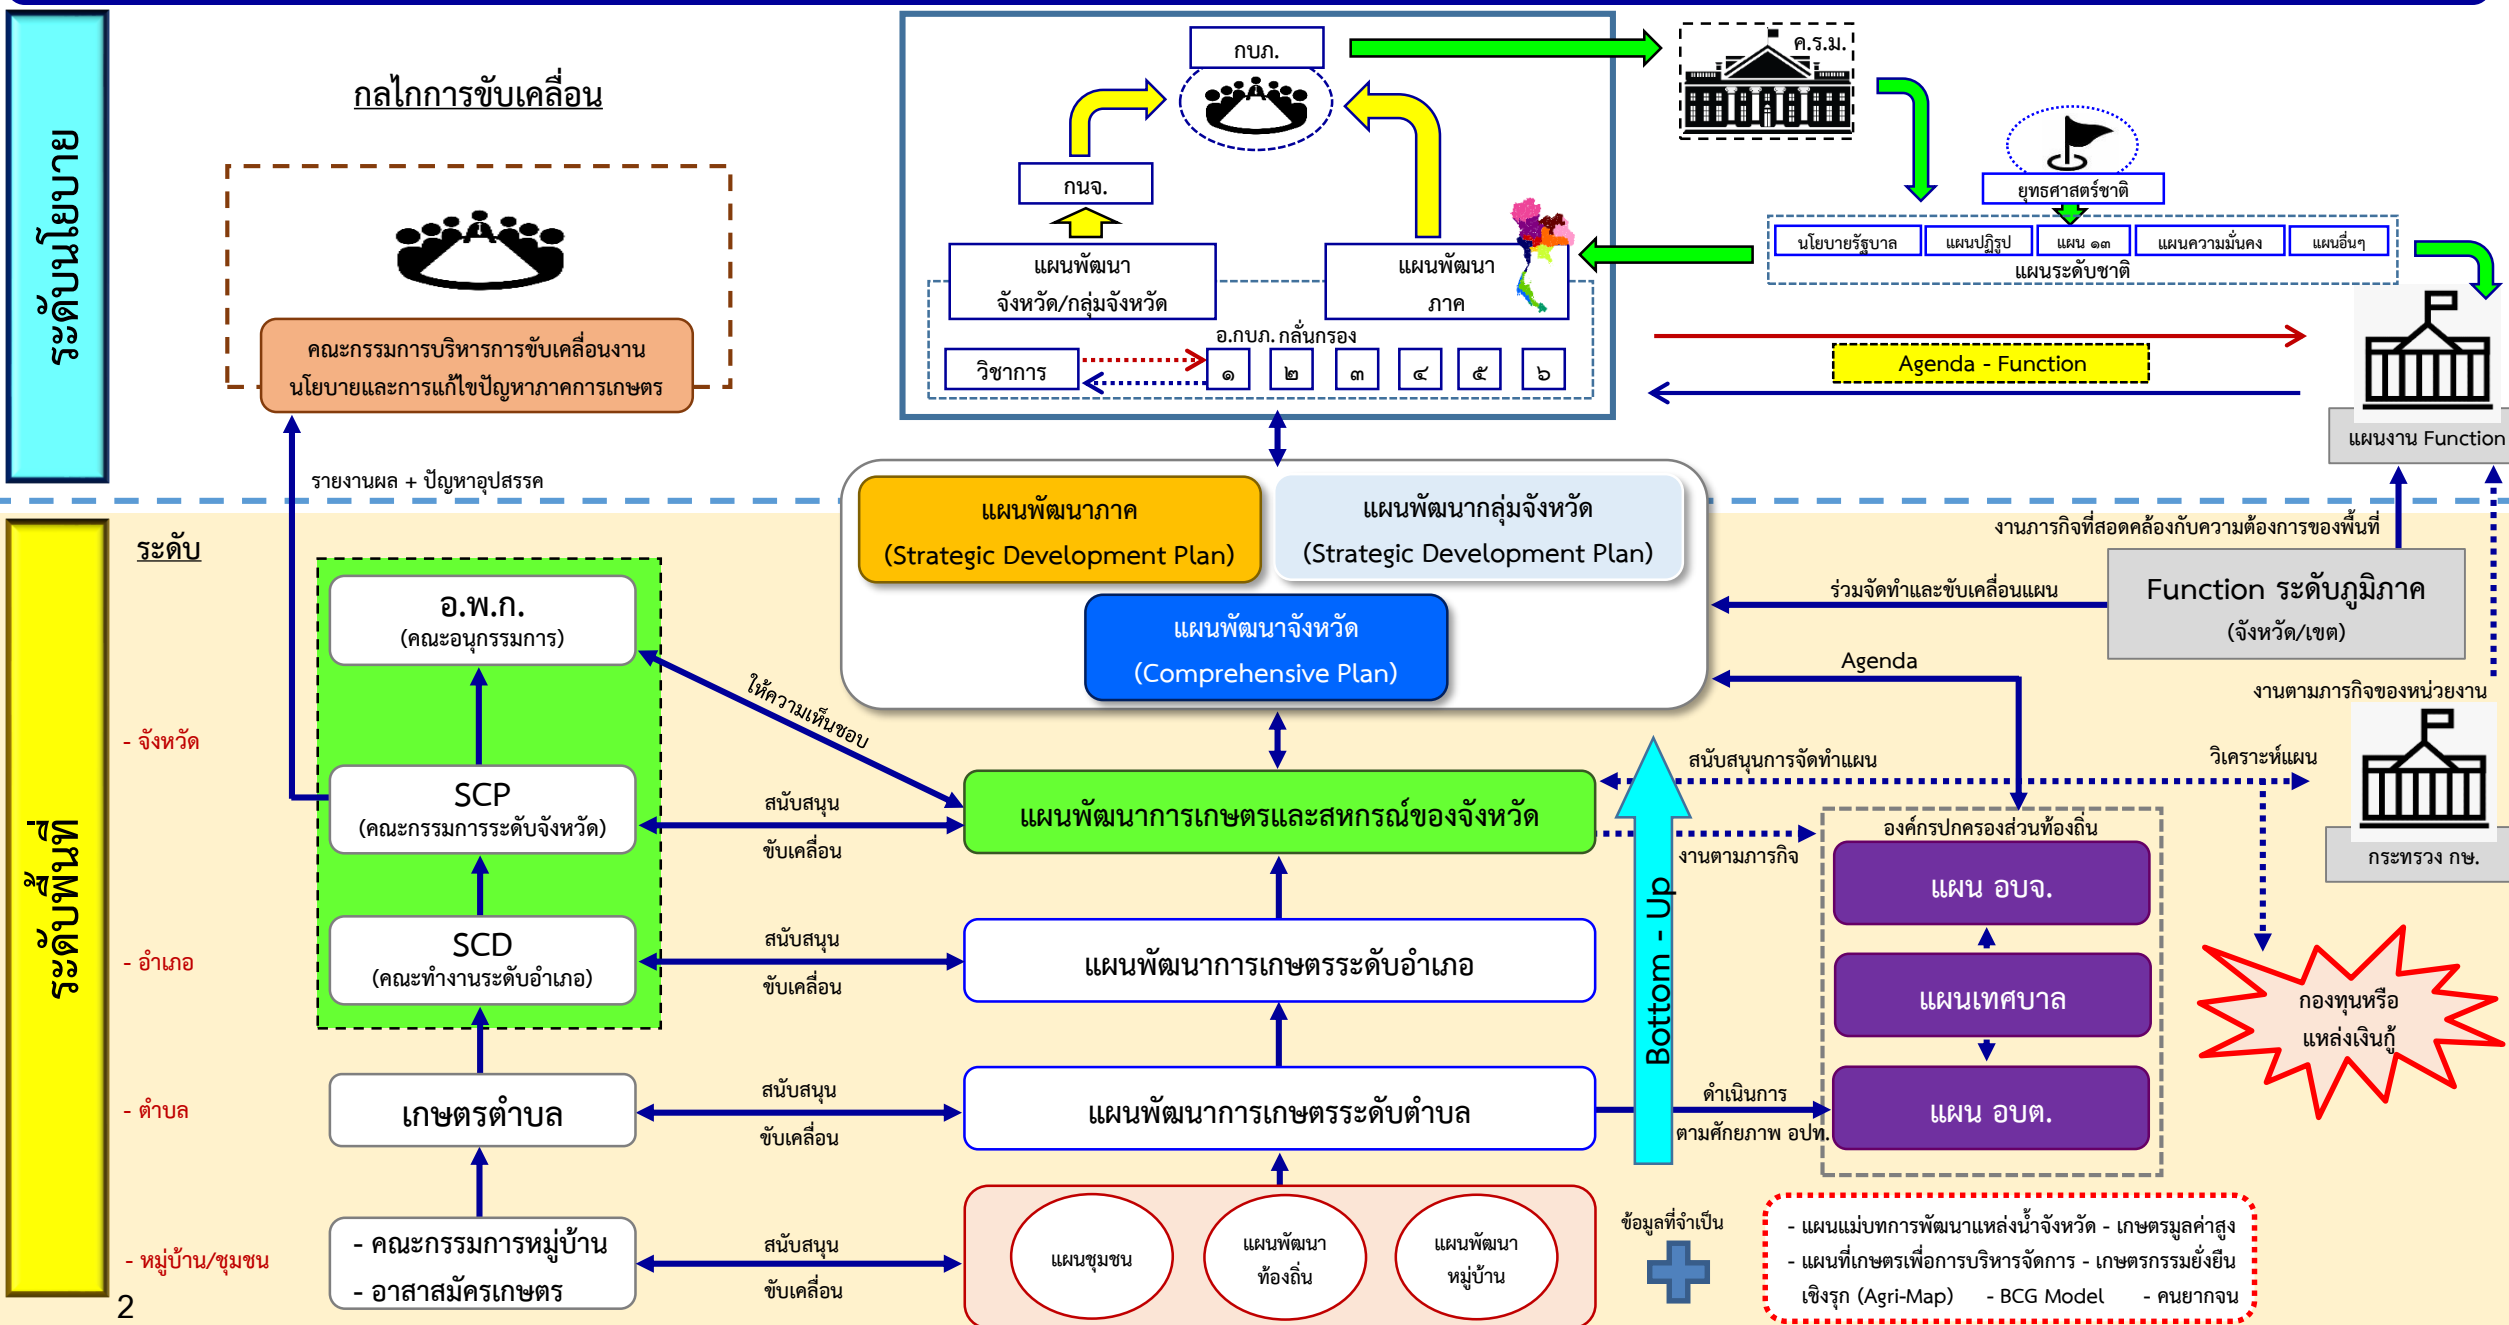 ระดับนโยบาย
กลไกการขับเคลื่อน
คณะกรรมการบริหารการขับเคลื่อนงาน
นโยบายและการแก้ไขปัญหาภาคการเกษตร
รายงานผล + ปัญหาอุปสรรค
กบภ.
กนจ.
แผนพัฒนา
จังหวัด/กลุ่มจังหวัด
แผนพัฒนา
ภาค
อ.กบภ. กลั่นกรอง
วิชาการ
๑
๒
๓
๔
๕
๖
ค.ร.ม.
ยุทธศาสตร์ชาติ
นโยบายรัฐบาล
แผนปฏิรูป
แผน ๑๓
แผนความมั่นคง
แผนอื่นๆ
แผนระดับชาติ
Agenda - Function
แผนงาน Function
ระดับพื้นที่
ระดับ
- จังหวัด
- อำเภอ
- ตำบล
- หมู่บ้าน/ชุมชน
อ.พ.ก.
(คณะอนุกรรมการ)
SCP
(คณะกรรมการระดับจังหวัด)
SCD
(คณะทำงานระดับอำเภอ)
เกษตรตำบล
- คณะกรรมการหมู่บ้าน
- อาสาสมัครเกษตร
ให้ความเห็นชอบ
สนับสนุน
ขับเคลื่อน
สนับสนุน
ขับเคลื่อน
สนับสนุน
ขับเคลื่อน
สนับสนุน
ขับเคลื่อน
แผนพัฒนาภาค
(Strategic Development Plan)
แผนพัฒนากลุ่มจังหวัด
(Strategic Development Plan)
แผนพัฒนาจังหวัด
(Comprehensive Plan)
แผนพัฒนาการเกษตรและสหกรณ์ของจังหวัด
แผนพัฒนาการเกษตรระดับอำเภอ
แผนพัฒนาการเกษตรระดับตำบล
แผนชุมชน
แผนพัฒนา
ท้องถิ่น
แผนพัฒนา
หมู่บ้าน
Bottom - Up
งานภารกิจที่สอดคล้องกับความต้องการของพื้นที่
ร่วมจัดทำและขับเคลื่อนแผน
Function ระดับภูมิภาค
(จังหวัด/เขต)
Agenda
งานตามภารกิจของหน่วยงาน
สนับสนุนการจัดทำแผน
วิเคราะห์แผน
งานตามภารกิจ
กระทรวง กษ.
องค์กรปกครองส่วนท้องถิ่น
แผน อบจ.
แผนเทศบาล
แผน อบต.
ดำเนินการ
ตามศักยภาพ อปท.
กองทุนหรือ
แหล่งเงินกู้
ข้อมูลที่จำเป็น
- แผนแม่บทการพัฒนาแหล่งน้ำจังหวัด - เกษตรมูลค่าสูง
- แผนที่เกษตรเพื่อการบริหารจัดการ - เกษตรกรรมยั่งยืน
เชิงรุก (Agri-Map) - BCG Model - คนยากจน
2